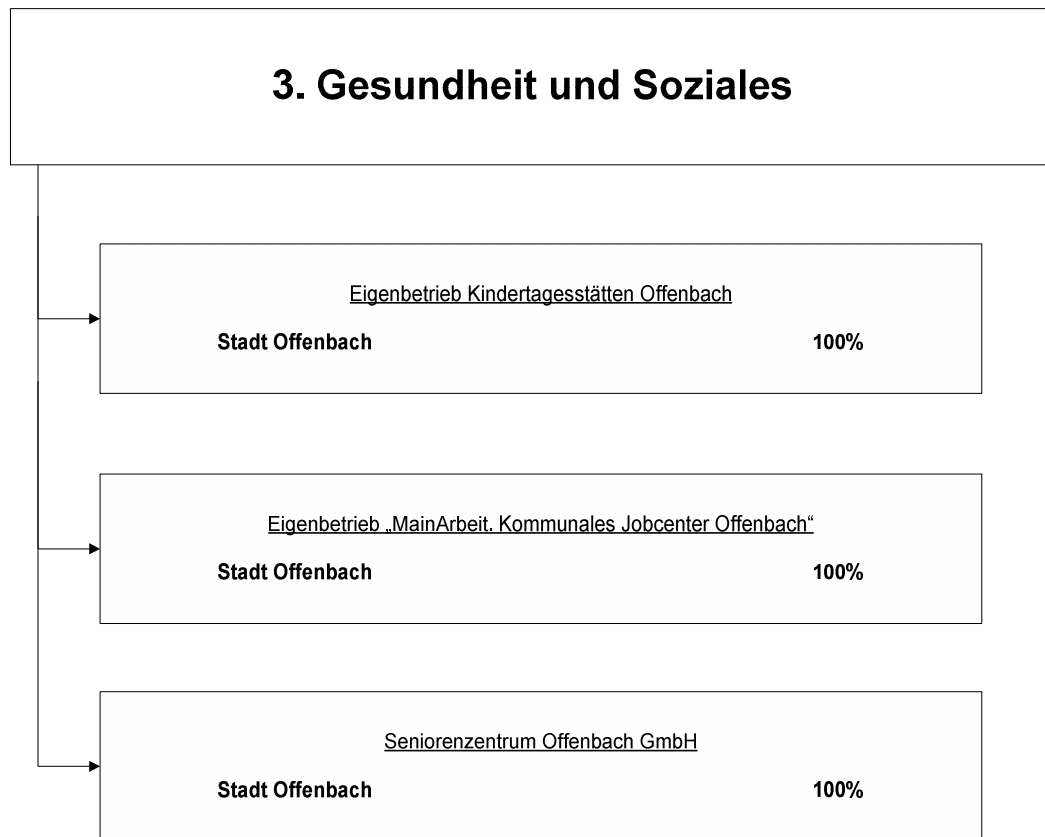 3. Gesundheit und Soziales
Eigenbetrieb Kindertagesstätten Offenbach
Stadt Offenbach 100%
Eigenbetrieb „MainArbeit. Kommunales Jobcenter Offenbach“
Stadt Offenbach 100%
Seniorenzentrum Offenbach GmbH
Stadt Offenbach 100%